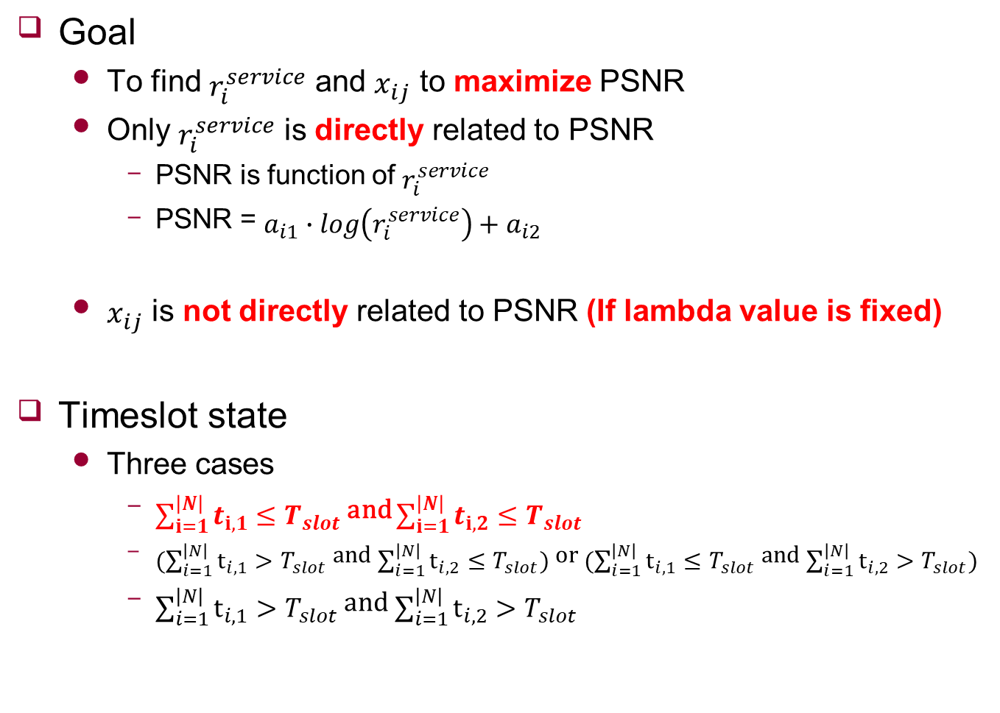 ❑ Goal
● To find $r_i^{service}$ and $x_{ij}$ to maximize PSNR
● Only $r_i^{service}$ is directly related to PSNR
– PSNR is function of $r_i^{service}$
– PSNR = $a_{i1} \cdot log(r_i^{service}) + a_{i2}$
● $x_{ij}$ is not directly related to PSNR (If lambda value is fixed)
❑ Timeslot state
● Three cases
– $\sum_{i=1}^{|N|} t_{i,1} \leq T_{slot}$ and $\sum_{i=1}^{|N|} t_{i,2} \leq T_{slot}$
– ($\sum_{i=1}^{|N|} t_{i,1} > T_{slot}$ and $\sum_{i=1}^{|N|} t_{i,2} \leq T_{slot}$) or ($\sum_{i=1}^{|N|} t_{i,1} \leq T_{slot}$ and $\sum_{i=1}^{|N|} t_{i,2} > T_{slot}$)
– $\sum_{i=1}^{|N|} t_{i,1} > T_{slot}$ and $\sum_{i=1}^{|N|} t_{i,2} > T_{slot}$